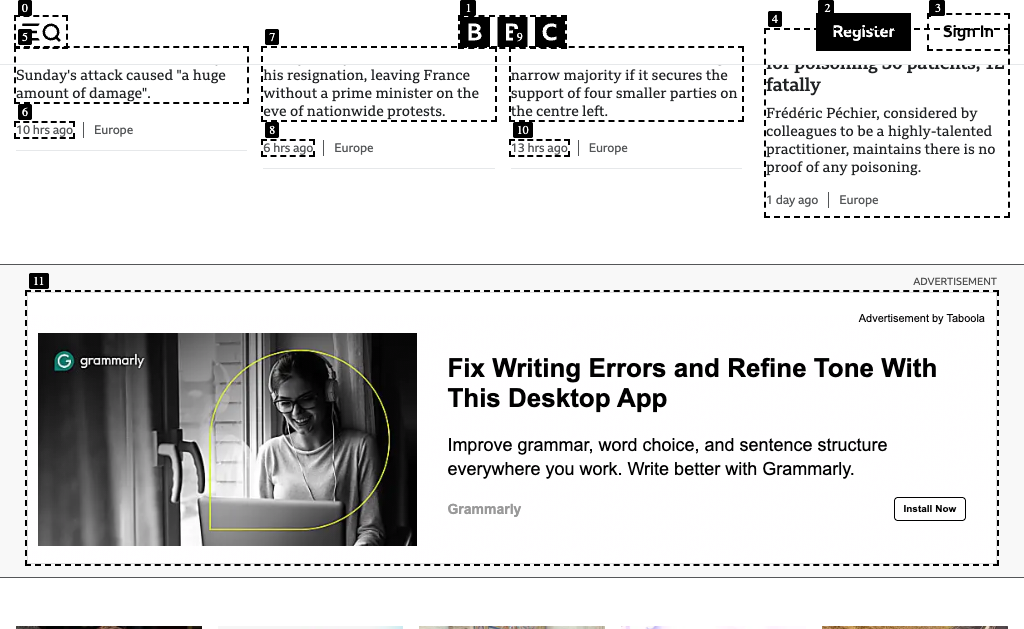 0
1
2
3
4
5
B B C
9
Register
Sign In
Sunday's attack caused "a huge
amount of damage".
6
10 hrs ago
Europe
7
his resignation, leaving France
without a prime minister on the
eve of nationwide protests.
8
6 hrs ago
Europe
narrow majority if it secures the
support of four smaller parties on
the centre left.
10
13 hrs ago
Europe
for poisoning 30 patients, 12
fatally
Frédéric Péchier, considered by
colleagues to be a highly-talented
practitioner, maintains there is no
proof of any poisoning.
1 day ago
Europe
11
ADVERTISEMENT
Advertisement by Taboola
grammarly
Fix Writing Errors and Refine Tone With
This Desktop App
Improve grammar, word choice, and sentence structure
everywhere you work. Write better with Grammarly.
Grammarly
Install Now